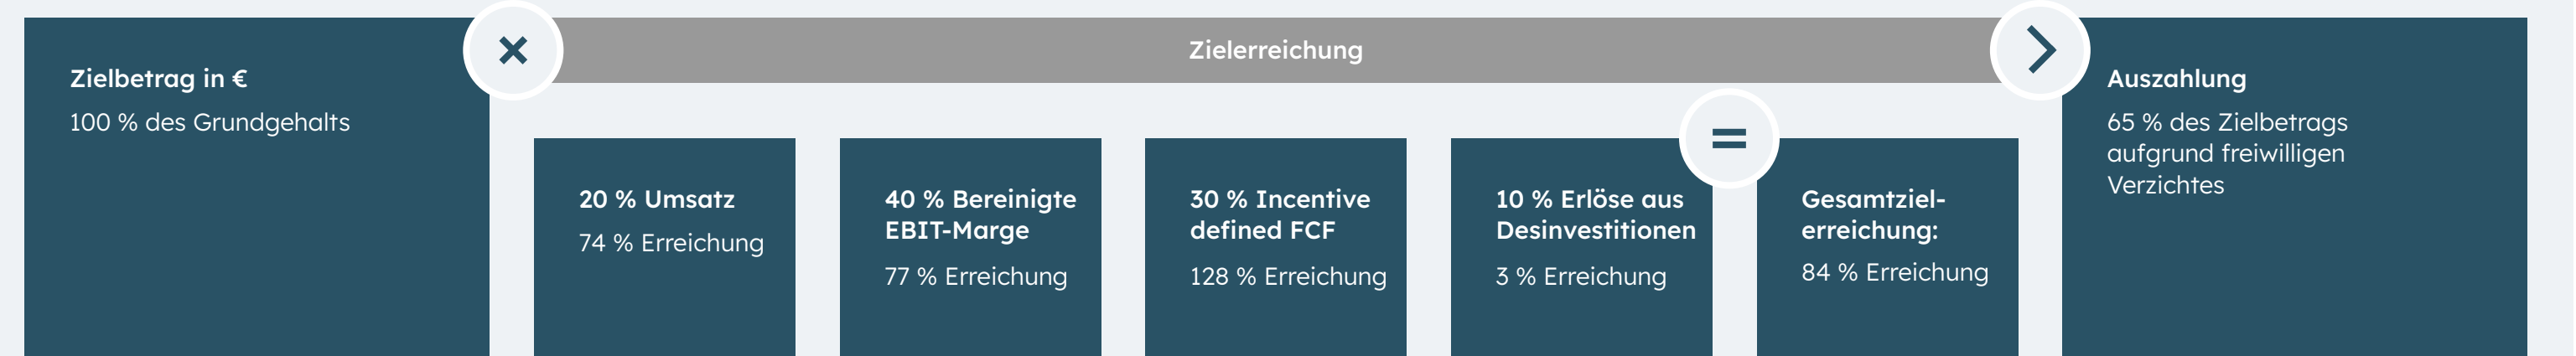 Zielbetrag in €
100 % des Grundgehalts
×
Zielerreichung
20 % Umsatz
74 % Erreichung
40 % Bereinigte
EBIT-Marge
77 % Erreichung
30 % Incentive
defined FCF
128 % Erreichung
10 % Erlöse aus
Desinvestitionen
3 % Erreichung
=
Gesamtziel-
erreichung:
84 % Erreichung
>
Auszahlung
65 % des Zielbetrags
aufgrund freiwilligen
Verzichtes